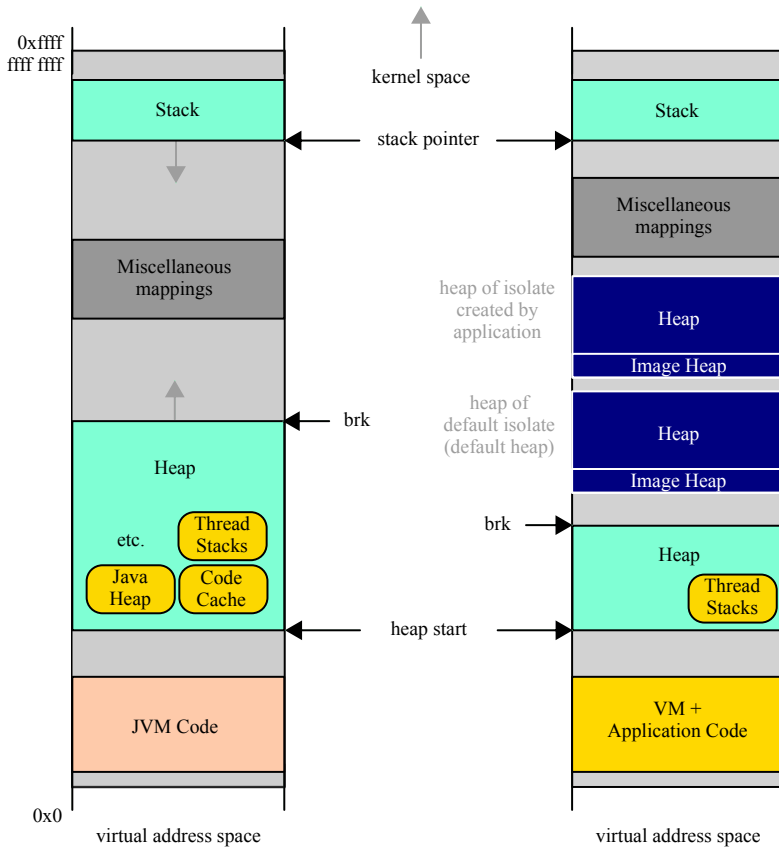 0xffff
ffff ffff
kernel space
Stack
Stack
stack pointer
Miscellaneous
mappings
Miscellaneous
mappings
heap of isolate
created by
application
Heap
Image Heap
heap of
default isolate
(default heap)
Heap
Image Heap
brk
Heap
etc.
Thread
Stacks
Java
Heap
Code
Cache
brk
Heap
Thread
Stacks
heap start
JVM Code
VM +
Application Code
0x0
virtual address space
virtual address space